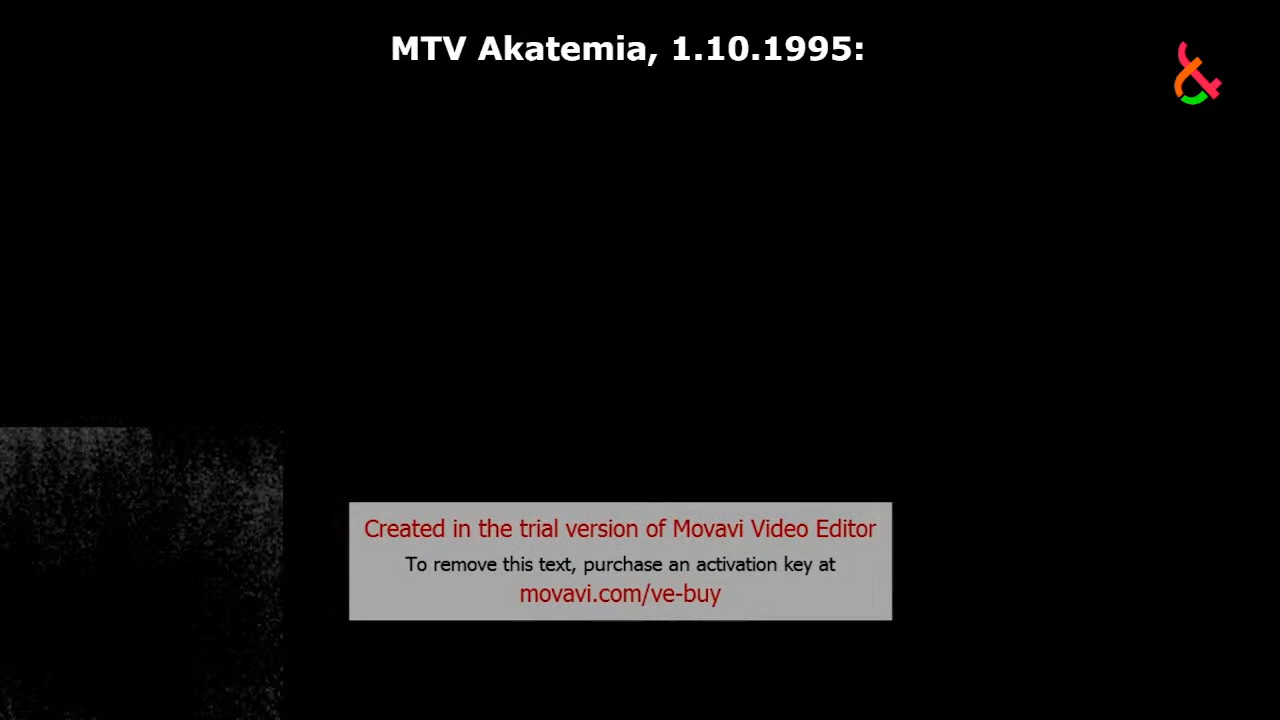 MTV Akatemia, 1.10.1995:
&
Created in the trial version of Movavi Video Editor
To remove this text, purchase an activation key at
movavi.com/ve-buy